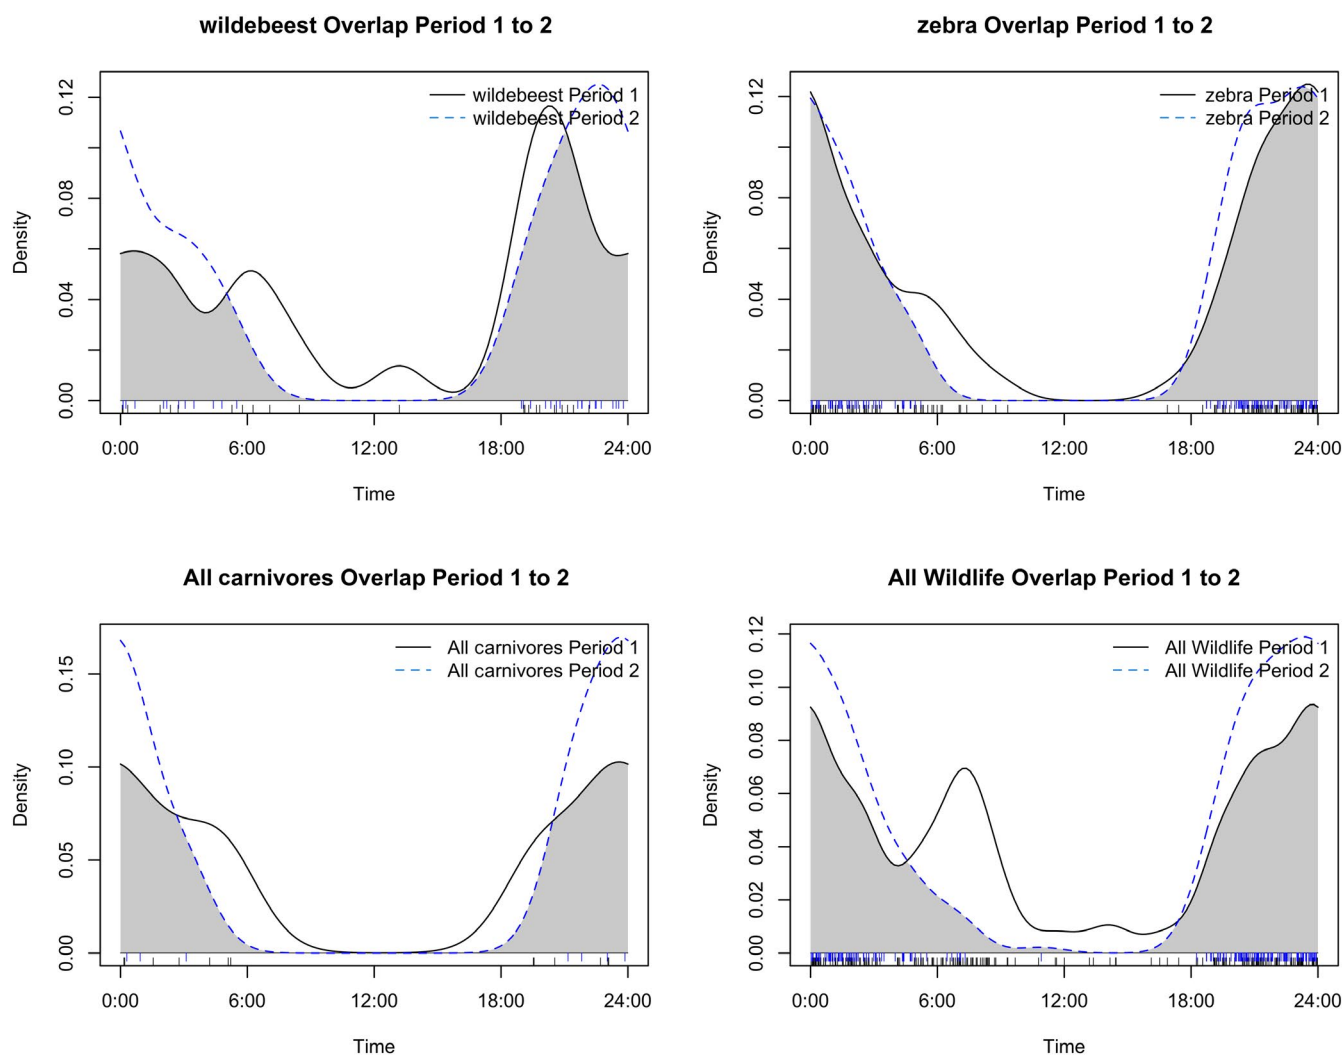 wildebeest Overlap Period 1 to 2
Density
0.00 0.04 0.08 0.12
wildebeest Period 1
wildebeest Period 2
0:00 6:00 12:00 18:00 24:00
Time
zebra Overlap Period 1 to 2
Density
0.00 0.04 0.08 0.12
zebra Period 1
zebra Period 2
0:00 6:00 12:00 18:00 24:00
Time
All carnivores Overlap Period 1 to 2
Density
0.00 0.05 0.10 0.15
All carnivores Period 1
All carnivores Period 2
0:00 6:00 12:00 18:00 24:00
Time
All Wildlife Overlap Period 1 to 2
Density
0.00 0.02 0.04 0.06 0.08 0.10 0.12
All Wildlife Period 1
All Wildlife Period 2
0:00 6:00 12:00 18:00 24:00
Time